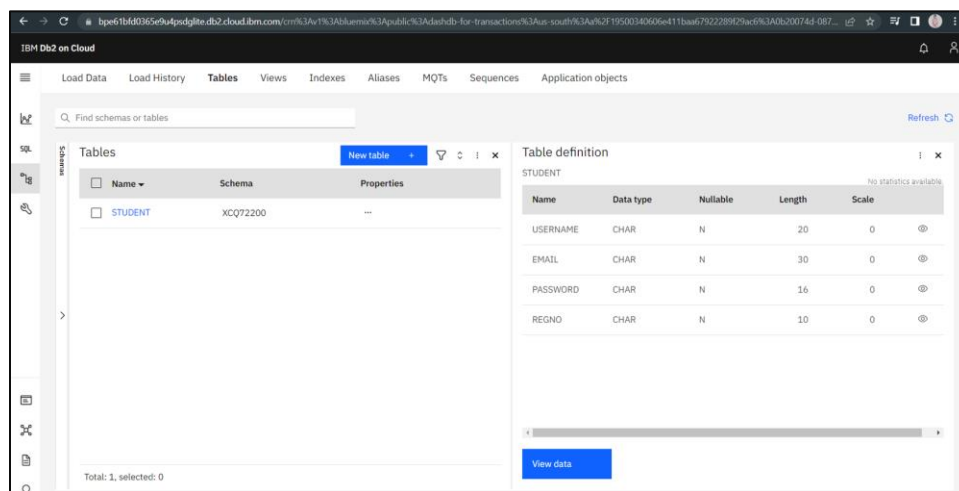 bpe61bfd0365e9u4psdglite.db2.cloud.ibm.com/crn%3Av1%3Abluemix%3Apublic%3Adashdb-for-transactions%3Aus-south%3Aa%2F19500340606e411baa67922289f29ac6%3A0b20074d-087...
IBM Db2 on Cloud
Load Data Load History Tables Views Indexes Aliases MQTs Sequences Application objects
Find schemas or tables
Refresh
SQL
Schemas
Tables
New table +
Name Schema Properties
STUDENT XCQ72200 ...
Total: 1, selected: 0
Table definition
STUDENT
No statistics available
Name Data type Nullable Length Scale
USERNAME CHAR N 20 0
EMAIL CHAR N 30 0
PASSWORD CHAR N 16 0
REGNO CHAR N 10 0
View data